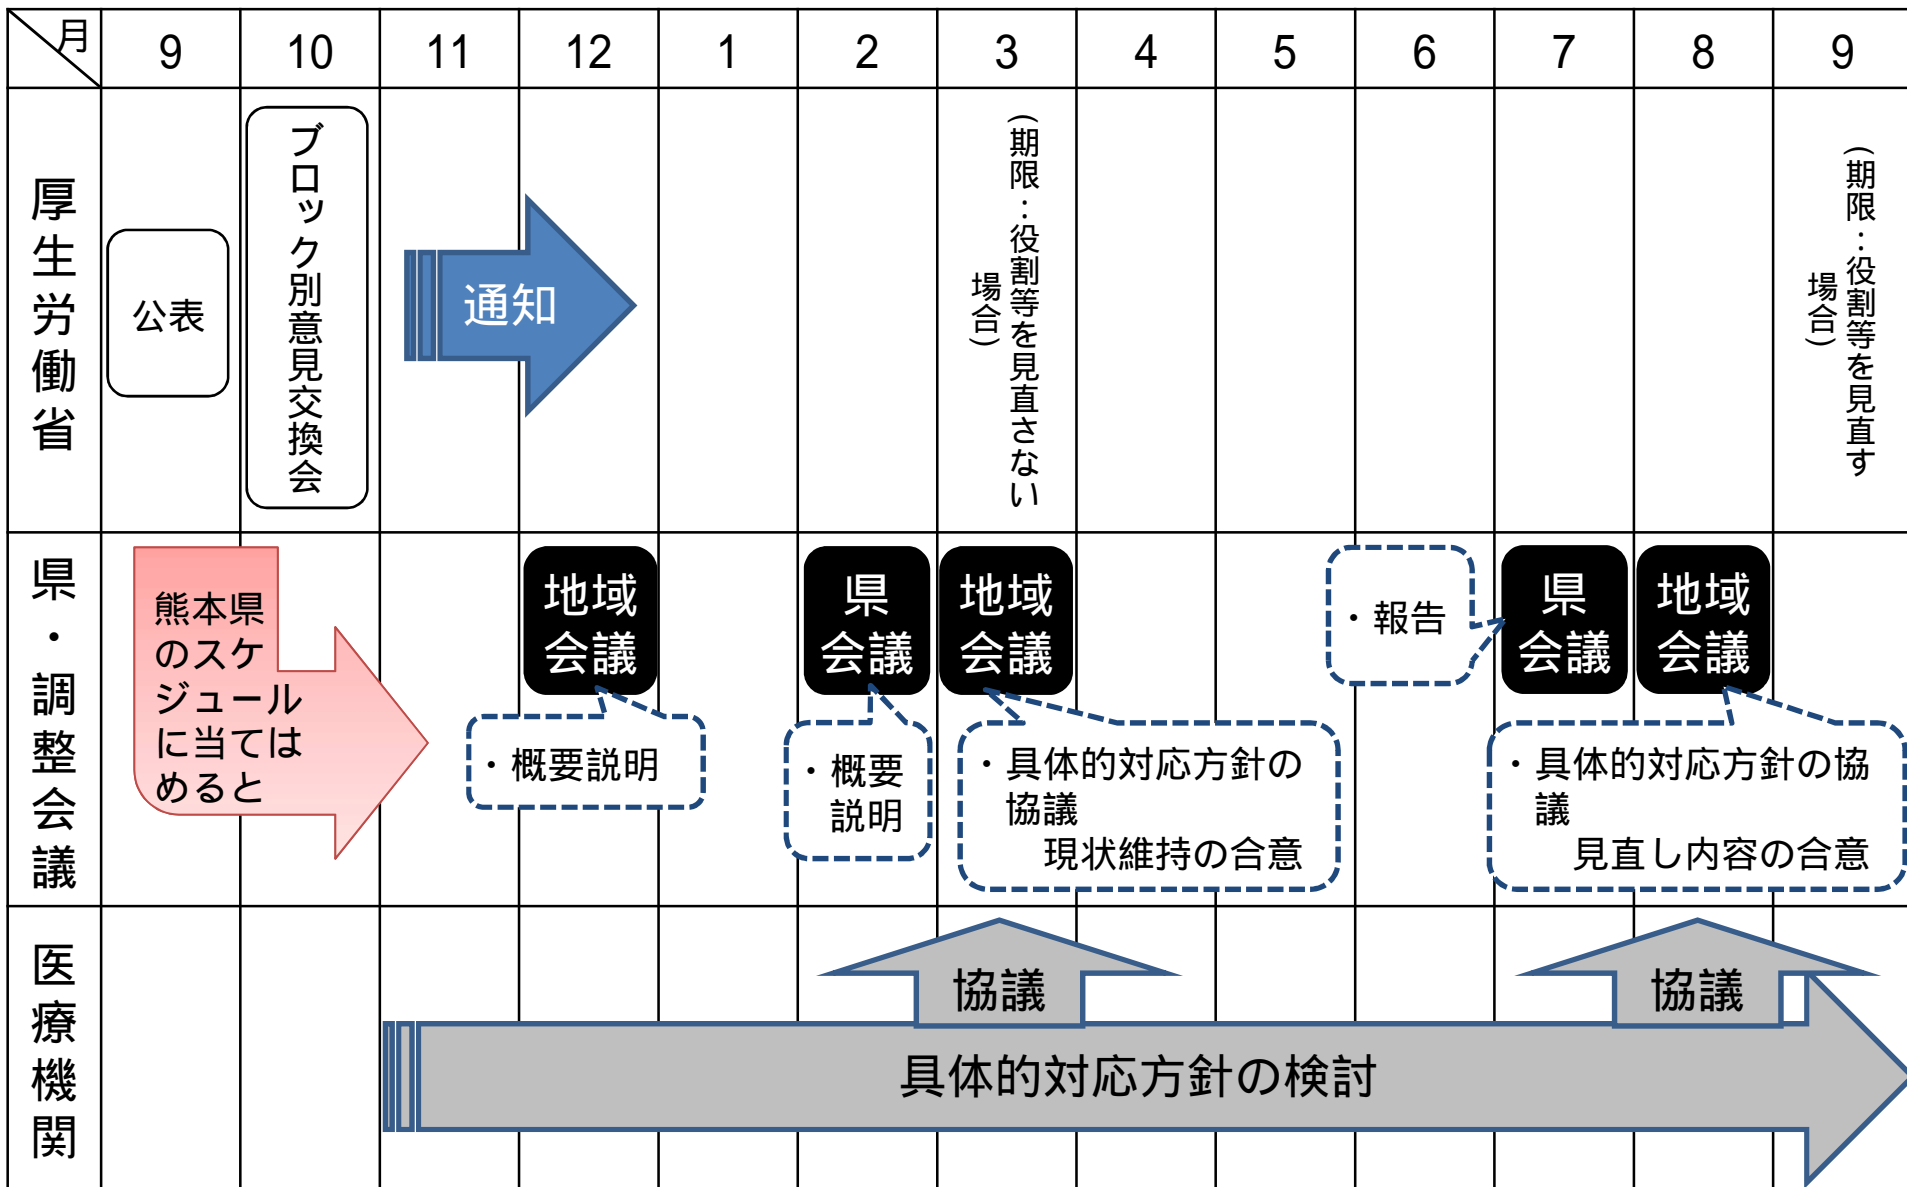 月
9
10
11
12
1
2
3
4
5
6
7
8
9
厚生労働省
公表
ブロック別意見交換会
通知
(期限：役割等を見直さない
場合)
(期限：役割等を見直す
場合)
県・調整会議
熊本県
のスケ
ジュール
に当ては
めると
地域
会議
・概要説明
県
会議
・概要
説明
地域
会議
・具体的対応方針の
協議
現状維持の合意
・報告
県
会議
地域
会議
・具体的対応方針の協
議
見直し内容の合意
医療機関
協議
協議
具体的対応方針の検討